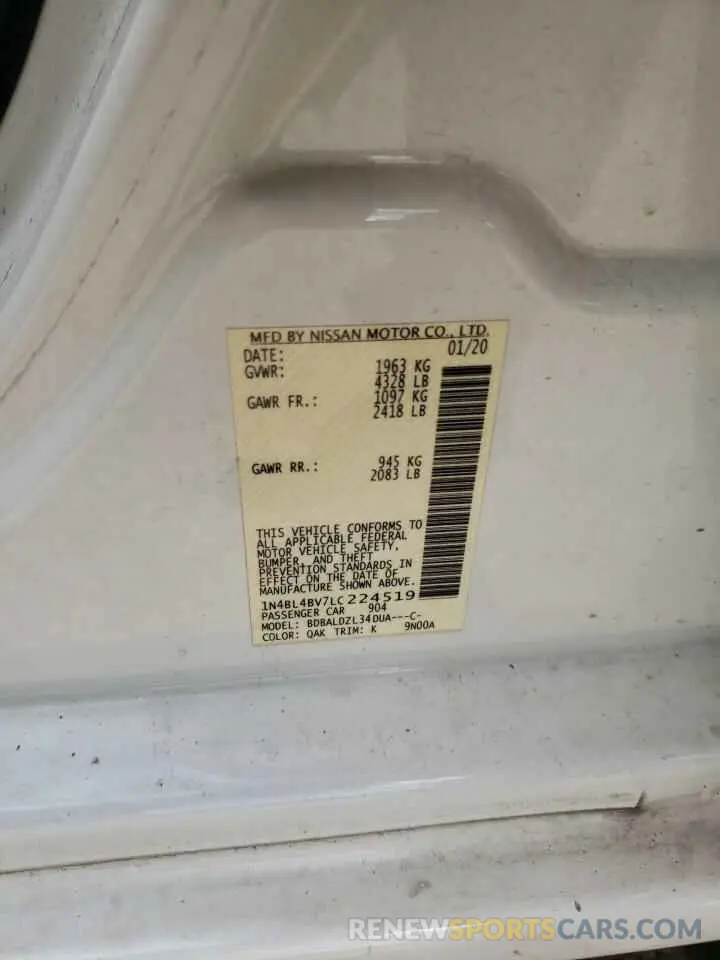 MFD BY NISSAN MOTOR CO., LTD.
DATE: 01/20
GVWR: 1963 KG
4328 LB
GAWR FR.: 1097 KG
2418 LB
GAWR RR.: 945 KG
2083 LB
THIS VEHICLE CONFORMS TO
ALL APPLICABLE FEDERAL
MOTOR VEHICLE SAFETY,
BUMPER, AND THEFT
PREVENTION STANDARDS IN
EFFECT ON THE DATE OF
MANUFACTURE SHOWN ABOVE.
1N4BL4BV7LC224519
PASSENGER CAR 904
MODEL: BDBALDZL34DUA---C-
COLOR: QAK TRIM: K 9N00A
RENEWSPORTSCARS.COM